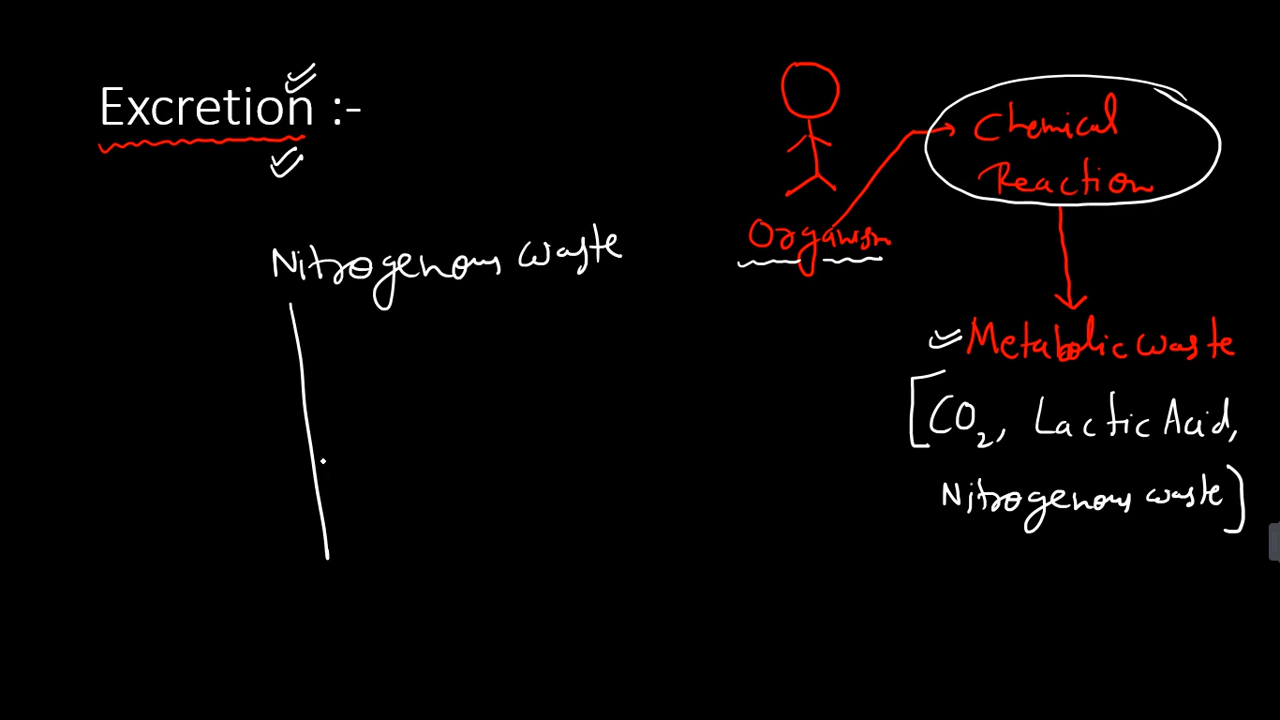 Excretion :-
Nitrogenous waste
Organism
Chemical
Reaction
Metabolic waste
[CO₂, Lactic Acid,
Nitrogenous waste]